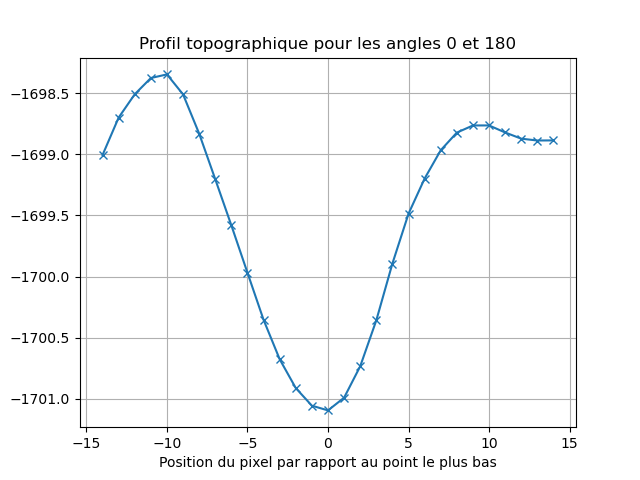 Profil topographique pour les angles 0 et 180
−1698.5
−1699.0
−1699.5
−1700.0
−1700.5
−1701.0
−15 −10 −5 0 5 10 15
Position du pixel par rapport au point le plus bas